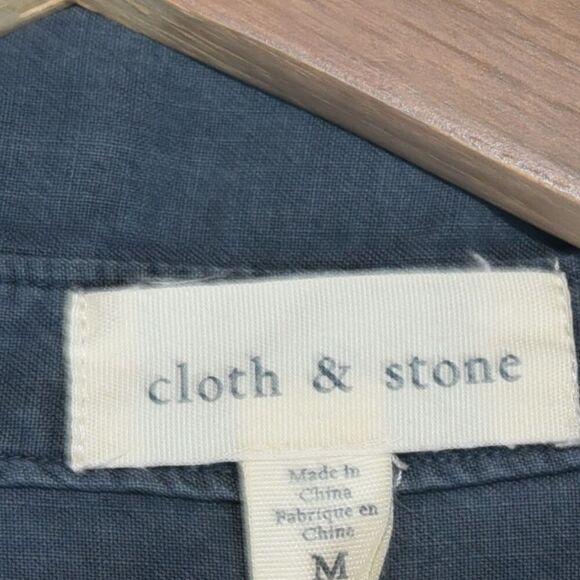 cloth & stone
Made in
China
Fabrique en
Chine
M